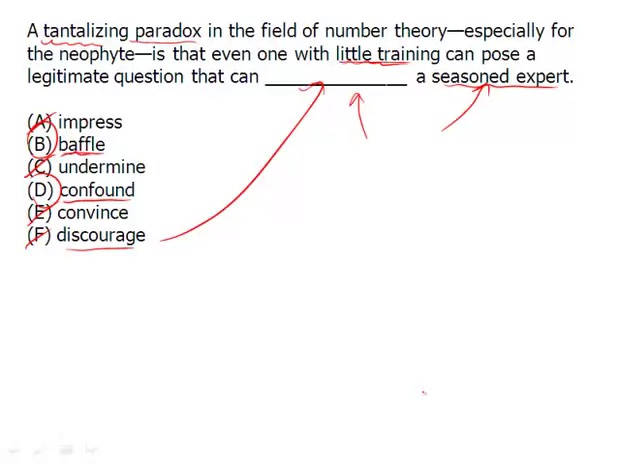 A tantalizing paradox in the field of number theory—especially for
the neophyte—is that even one with little training can pose a
legitimate question that can ________________ a seasoned expert.
(A) impress
(B) baffle
(C) undermine
(D) confound
(E) convince
(F) discourage